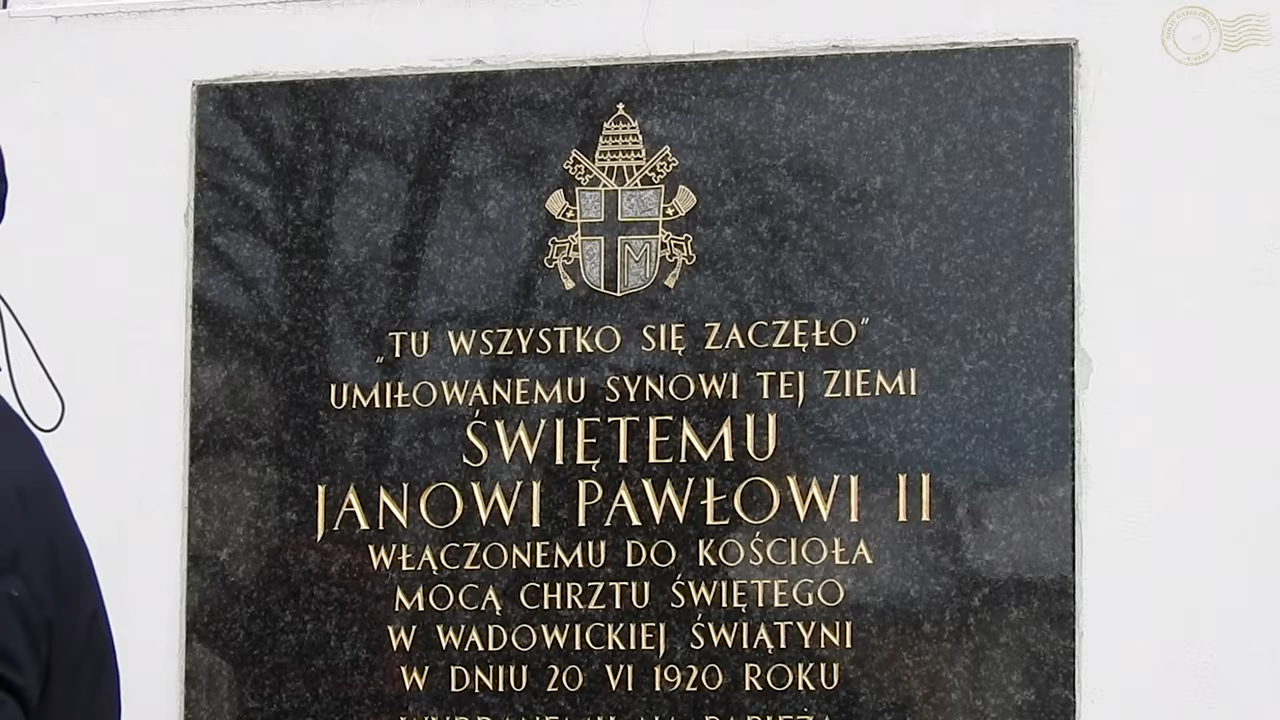 M
„TU WSZYSTKO SIĘ ZACZĘŁO”
UMIŁOWANEMU SYNOWI TEJ ZIEMI
ŚWIĘTEMU
JANOWI PAWŁOWI II
WŁĄCZONEMU DO KOŚCIOŁA
MOCĄ CHRZTU ŚWIĘTEGO
W WADOWICKIEJ ŚWIĄTYNI
W DNIU 20 VI 1920 ROKU